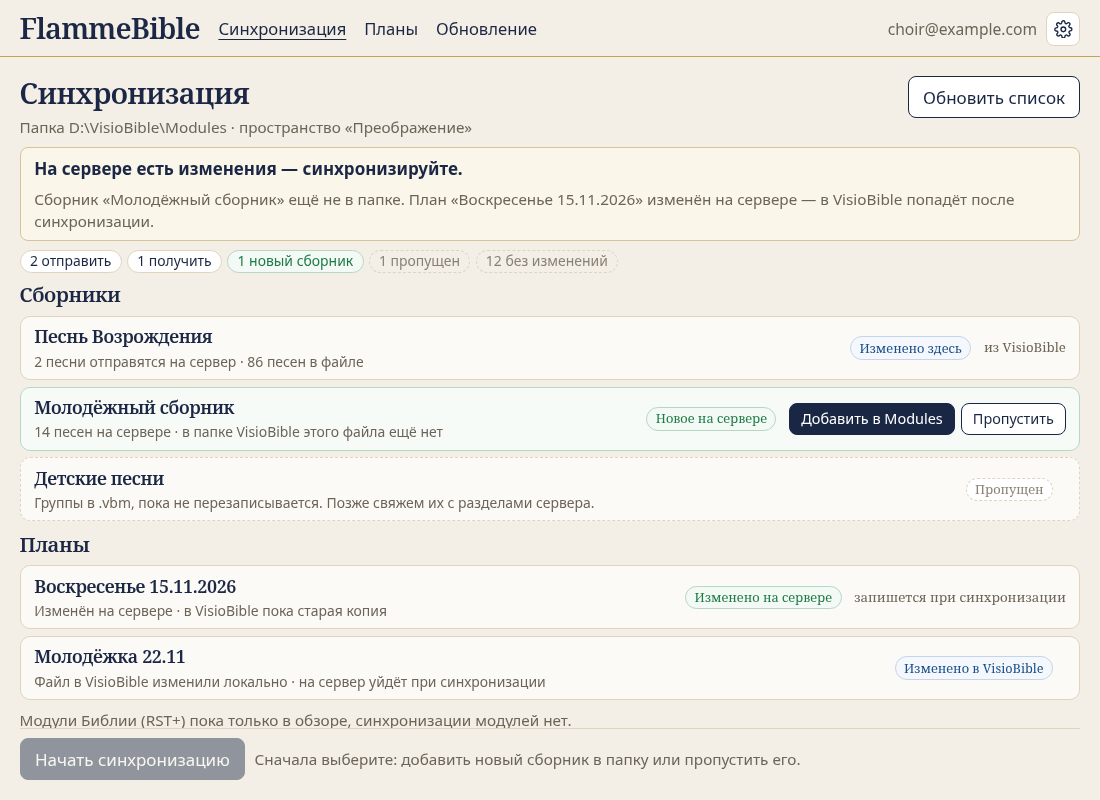 FlammeBible Синхронизация Планы Обновление choir@example.com
Синхронизация
Обновить список
Папка D:\VisioBible\Modules · пространство «Преображение»
На сервере есть изменения — синхронизируйте.
Сборник «Молодёжный сборник» ещё не в папке. План «Воскресенье 15.11.2026» изменён на сервере — в VisioBible попадёт после
синхронизации.
2 отправить 1 получить 1 новый сборник 1 пропущен 12 без изменений
Сборники
Песнь Возрождения
2 песни отправятся на сервер · 86 песен в файле
Изменено здесь из VisioBible
Молодёжный сборник
14 песен на сервере · в папке VisioBible этого файла ещё нет
Новое на сервере Добавить в Modules Пропустить
Детские песни
Группы в .vbm, пока не перезаписывается. Позже свяжем их с разделами сервера.
Пропущен
Планы
Воскресенье 15.11.2026
Изменён на сервере · в VisioBible пока старая копия
Изменено на сервере запишется при синхронизации
Молодёжка 22.11
Файл в VisioBible изменили локально · на сервер уйдёт при синхронизации
Изменено в VisioBible
Модули Библии (RST+) пока только в обзоре, синхронизации модулей нет.
Начать синхронизацию Сначала выберите: добавить новый сборник в папку или пропустить его.